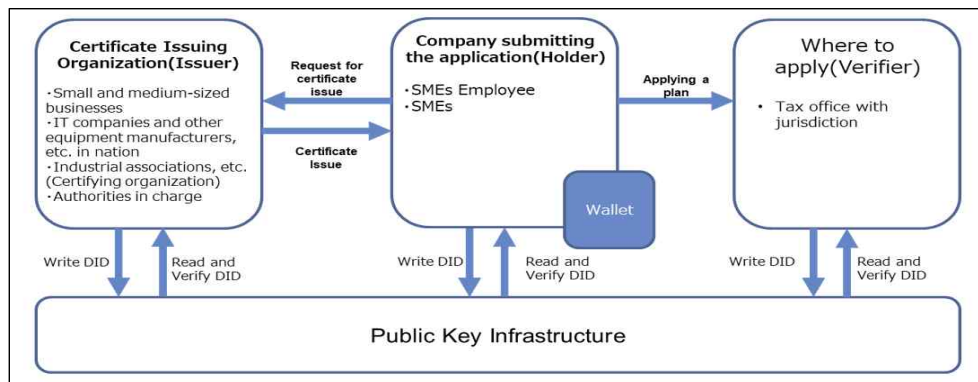 Certificate Issuing
Organization(Issuer)
·Small and medium-sized
businesses
·IT companies and other
equipment manufacturers,
etc. in nation
·Industrial associations, etc.
(Certifying organization)
·Authorities in charge
Request for
certificate
issue
Certificate
Issue
Company submitting
the application(Holder)
·SMEs Employee
·SMEs
Wallet
Applying a
plan
Where to
apply(Verifier)
• Tax office with
jurisdiction
Write DID
Read and
Verify DID
Write DID
Read and
Verify DID
Write DID
Read and
Verify DID
Public Key Infrastructure